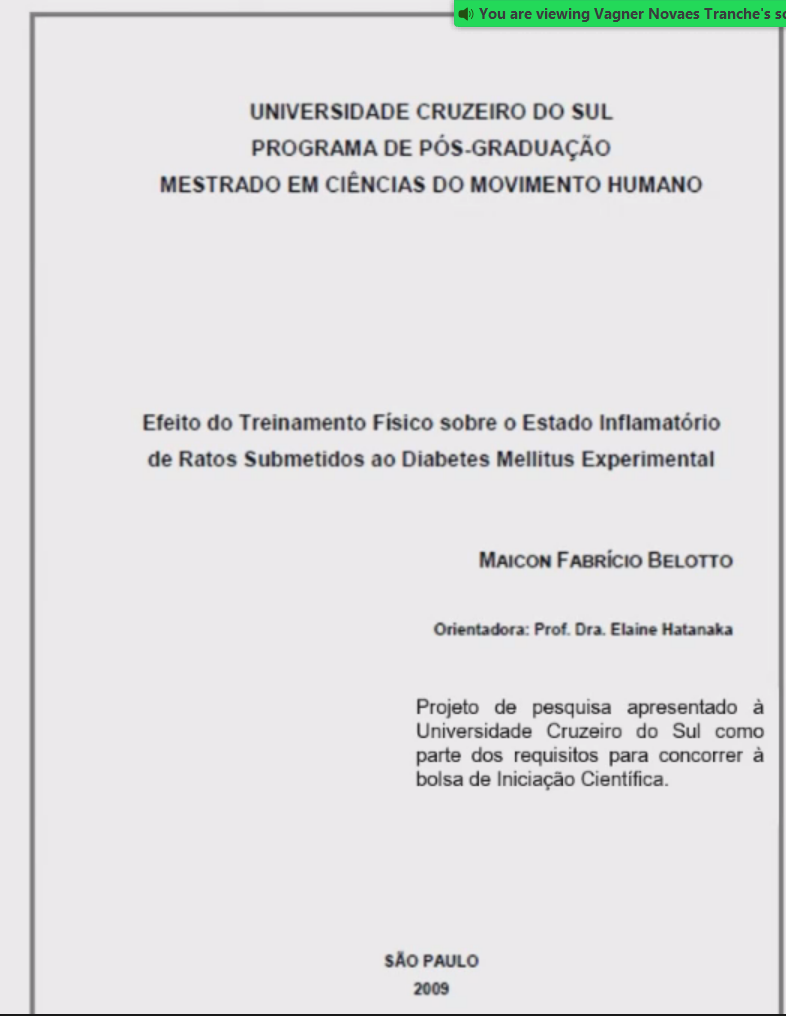 You are viewing Vagner Novaes Tranche's
UNIVERSIDADE CRUZEIRO DO SUL
PROGRAMA DE PÓS-GRADUAÇÃO
MESTRADO EM CIÊNCIAS DO MOVIMENTO HUMANO
Efeito do Treinamento Físico sobre o Estado Inflamatório
de Ratos Submetidos ao Diabetes Mellitus Experimental
MAICON FABRÍCIO BELOTTO
Orientadora: Prof. Dra. Elaine Hatanaka
Projeto de pesquisa apresentado à
Universidade Cruzeiro do Sul como
parte dos requisitos para concorrer à
bolsa de Iniciação Científica.
SÃO PAULO
2009